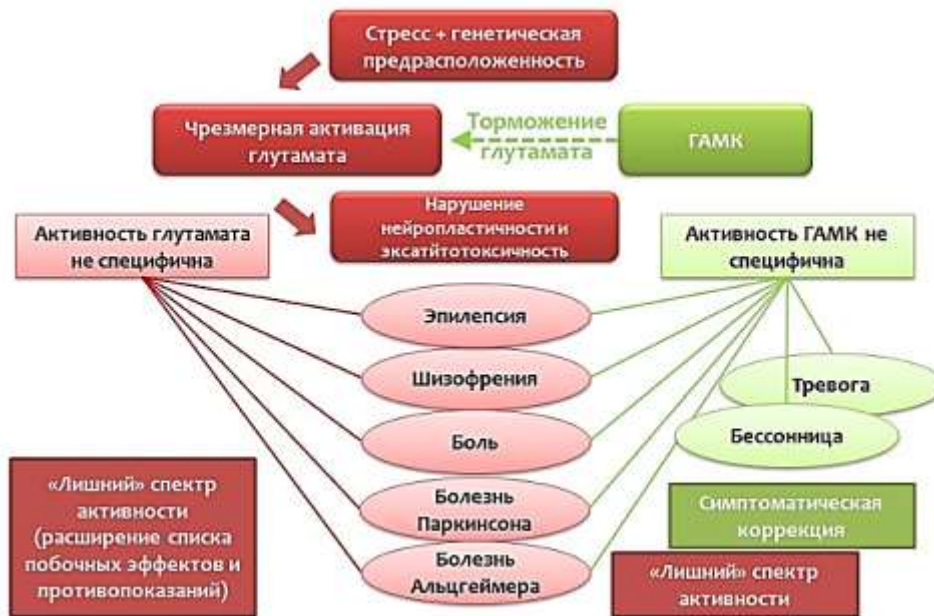 Стресс + генетическая
предрасположенность
Чрезмерная активация
глутамата
Торможение
глутамата
ГАМК
Нарушение
нейропластичности и
эксатйтотоксичность
Активность глутамата
не специфична
Активность ГАМК не
специфична
Эпилепсия
Шизофрения
Боль
Болезнь
Паркинсона
Болезнь
Альцгеймера
Тревога
Бессонница
«Лишний» спектр
активности
(расширение списка
побочных эффектов и
противопоказаний)
Симптоматическая
коррекция
«Лишний» спектр
активности